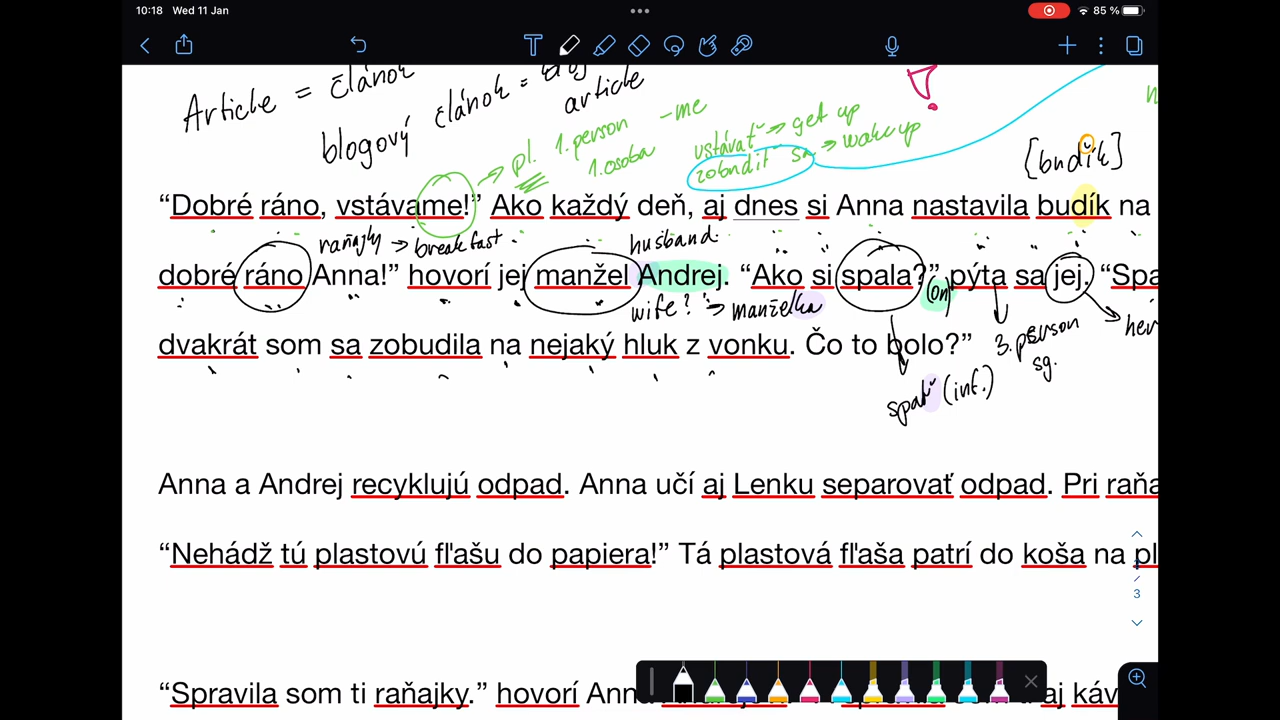 10:18 Wed 11 Jan
85 %
Article = článok
blogový
článok =
article
pl. 1. person -me
1. osoba
vstávať => get up
zobudiť sa => wake up
[budík]
“Dobré ráno, vstávame!” Ako každý deň, aj dnes si Anna nastavila budík na
raňajky → breakfast
husband
dobré ráno Anna!” hovorí jej manžel Andrej. “Ako si spala?” pýta sa jej. “Spa
(on)
wife? → manželka
her
3. person
sg.
dvakrát som sa zobudila na nejaký hluk z vonku. Čo to bolo?”
spať (inf.)
Anna a Andrej recyklujú odpad. Anna učí aj Lenku separovať odpad. Pri raňa
“Nehádž tú plastovú fľašu do papiera!” Tá plastová fľaša patrí do koša na pl
3
“Spravila som ti raňajky.” hovorí Ann
aj káv